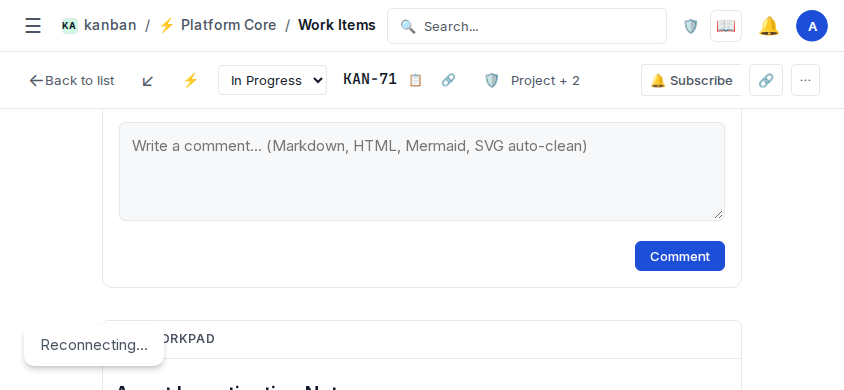 ☰ KA kanban / ⚡ Platform Core / Work Items 🔍 Search... 🛡️ 📖 🔔 A
←Back to list ↙ ⚡ In Progress KAN-71 📋 🔗 🛡️ Project + 2 🔔 Subscribe 🔗 ...
Write a comment... (Markdown, HTML, Mermaid, SVG auto-clean)
Comment
ORKPAD
Reconnecting...